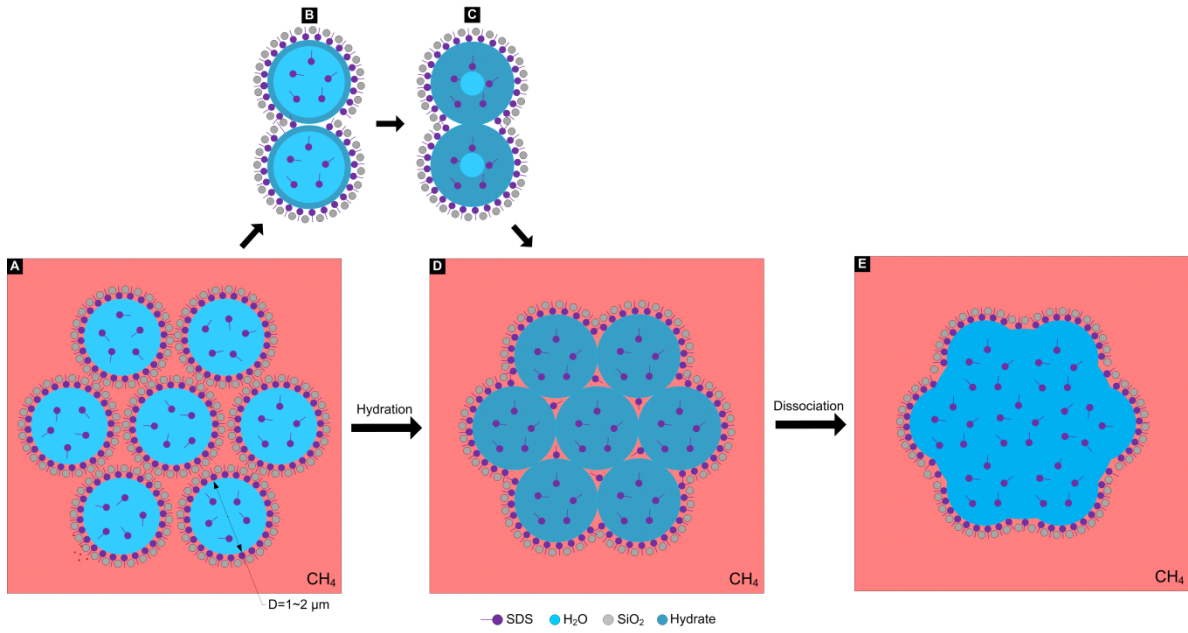 B
C
A
D
E
Hydration
Dissociation
CH₄
CH₄
CH₄
D=1~2 μm
SDS H₂O SiO₂ Hydrate